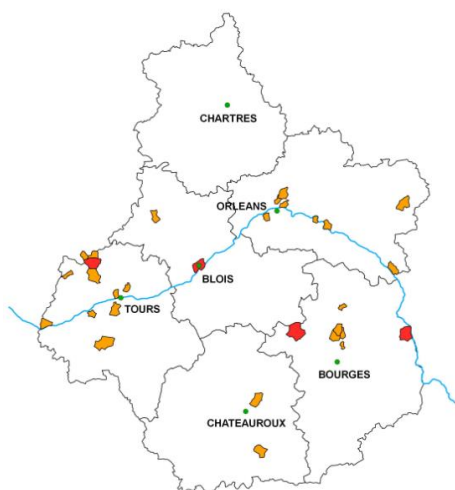 CHARTRES
ORLEANS
BLOIS
TOURS
BOURGES
CHATEAUROUX